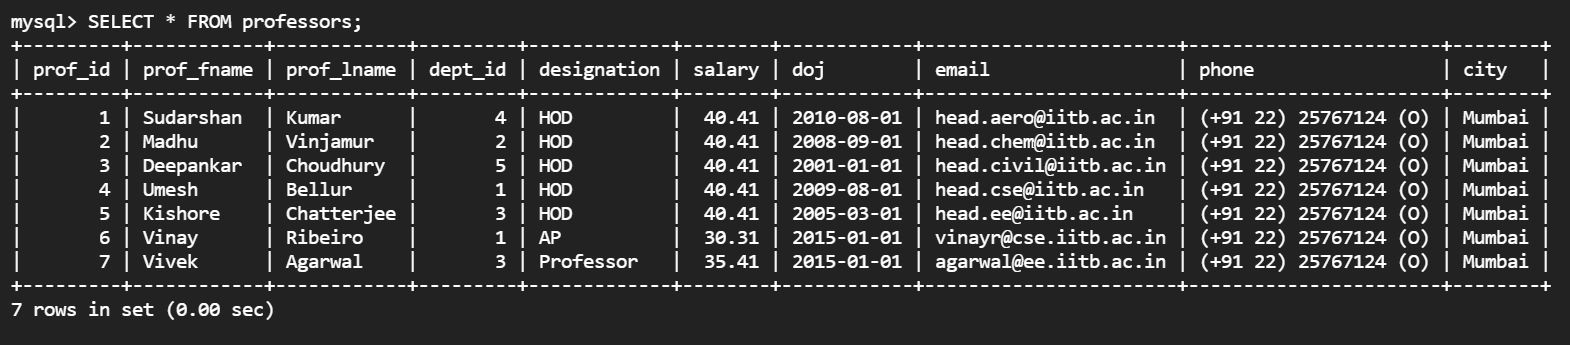 mysql> SELECT * FROM professors;
+---------+------------+------------+---------+-------------+--------+------------+------------------------+------------------------+--------+
| prof_id | prof_fname | prof_lname | dept_id | designation | salary | doj        | email                  | phone                  | city   |
+---------+------------+------------+---------+-------------+--------+------------+------------------------+------------------------+--------+
|       1 | Sudarshan  | Kumar      |       4 | HOD         |  40.41 | 2010-08-01 | head.aero@iitb.ac.in   | (+91 22) 25767124 (O) | Mumbai |
|       2 | Madhu      | Vinjamur   |       2 | HOD         |  40.41 | 2008-09-01 | head.chem@iitb.ac.in   | (+91 22) 25767124 (O) | Mumbai |
|       3 | Deepankar  | Choudhury  |       5 | HOD         |  40.41 | 2001-01-01 | head.civil@iitb.ac.in | (+91 22) 25767124 (O) | Mumbai |
|       4 | Umesh      | Bellur     |       1 | HOD         |  40.41 | 2009-08-01 | head.cse@iitb.ac.in    | (+91 22) 25767124 (O) | Mumbai |
|       5 | Kishore    | Chatterjee |       3 | HOD         |  40.41 | 2005-03-01 | head.ee@iitb.ac.in     | (+91 22) 25767124 (O) | Mumbai |
|       6 | Vinay      | Ribeiro    |       1 | AP          |  30.31 | 2015-01-01 | vinayr@cse.iitb.ac.in | (+91 22) 25767124 (O) | Mumbai |
|       7 | Vivek      | Agarwal    |       3 | Professor   |  35.41 | 2015-01-01 | agarwal@ee.iitb.ac.in | (+91 22) 25767124 (O) | Mumbai |
+---------+------------+------------+---------+-------------+--------+------------+------------------------+------------------------+--------+
7 rows in set (0.00 sec)